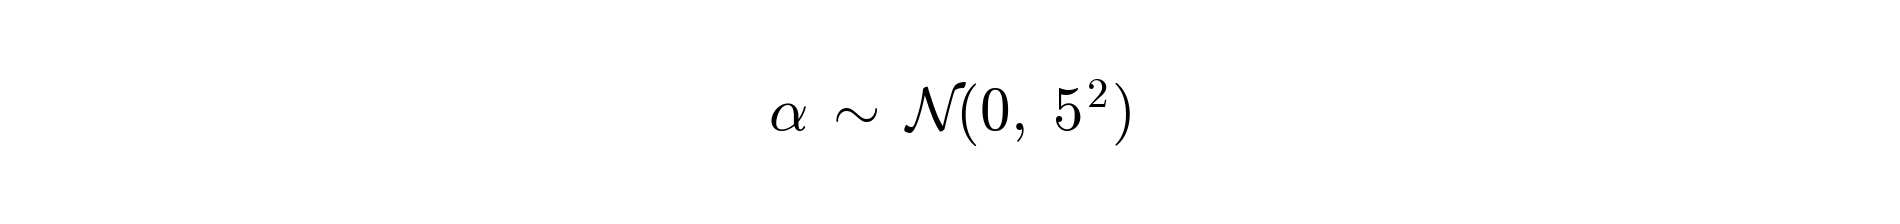 α ∼ 𝒩(0, 5²)